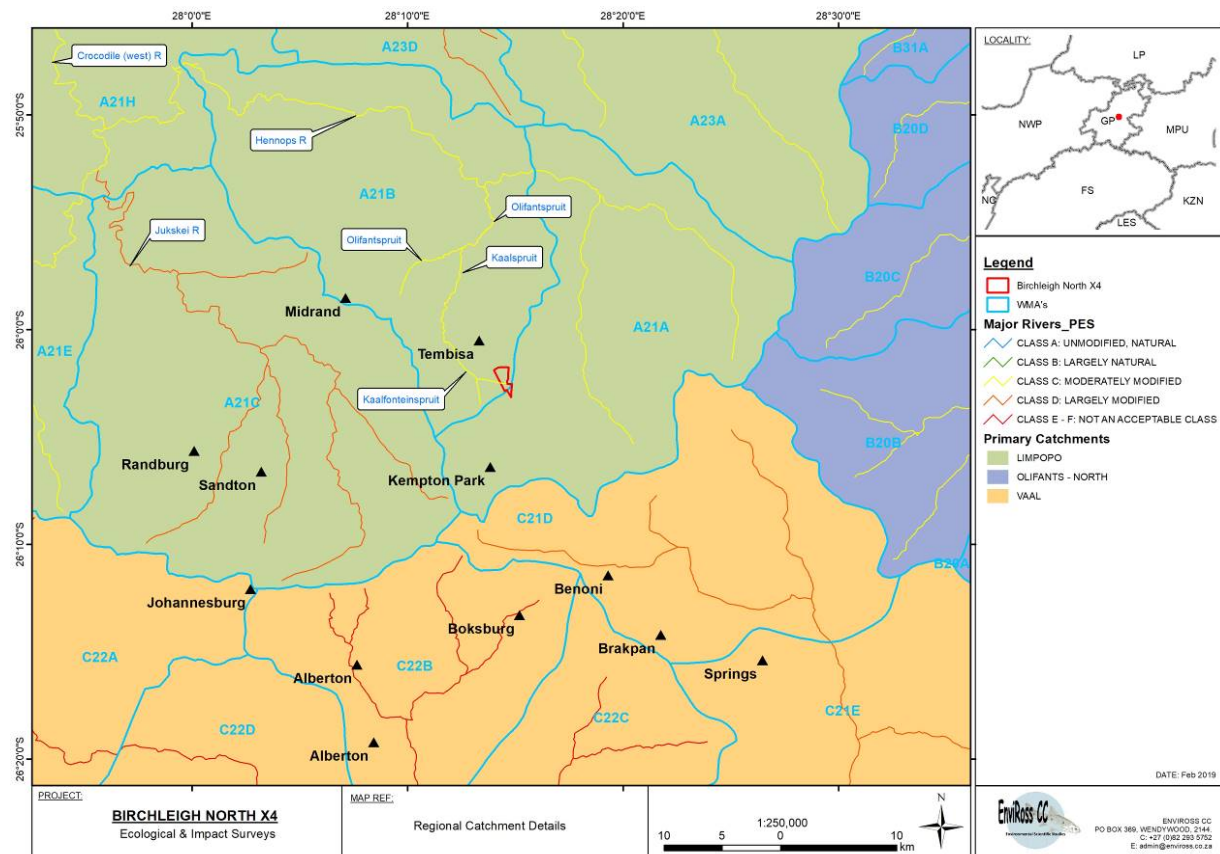 28°0'0"E
28°10'0"E
28°20'0"E
28°30'0"E
25°50'0"S
28°0'0"S
26°10'0"S
26°20'0"S
Crocodile (west) R
A23D
B31A
A21H
Hennops R
A23A
B20D
A21B
Olifantspruit
Jukskei R
Olifantspruit
Kaalspruit
B20C
Midrand
A21A
Tembisa
A21E
Kaalfonteinspruit
A21C
B20B
Randburg
Sandton
Kempton Park
C21D
B20A
Benoni
Johannesburg
Boksburg
Brakpan
C22A
Alberton
C22B
Springs
C22C
C21E
C22D
Alberton
LOCALITY:
LP
NWP
GP
MPU
FS
NC
KZN
LES
Legend
Birchleigh North X4
WMA's
Major Rivers_PES
CLASS A: UNMODIFIED, NATURAL
CLASS B: LARGELY NATURAL
CLASS C: MODERATELY MODIFIED
CLASS D: LARGELY MODIFIED
CLASS E - F: NOT AN ACCEPTABLE CLASS
Primary Catchments
LIMPOPO
OLIFANTS - NORTH
VAAL
DATE: Feb 2019
PROJECT:
BIRCHLEIGH NORTH X4
Ecological & Impact Surveys
MAP REF:
Regional Catchment Details
1:250,000
10 5 0 10
km
N
EnviRoss CC
Environmental Scientific Studies
ENVIROSS CC
PO BOX 369, WENDYWOOD, 2144.
C: +27 (0)82 293 5752
E: admin@enviross.co.za